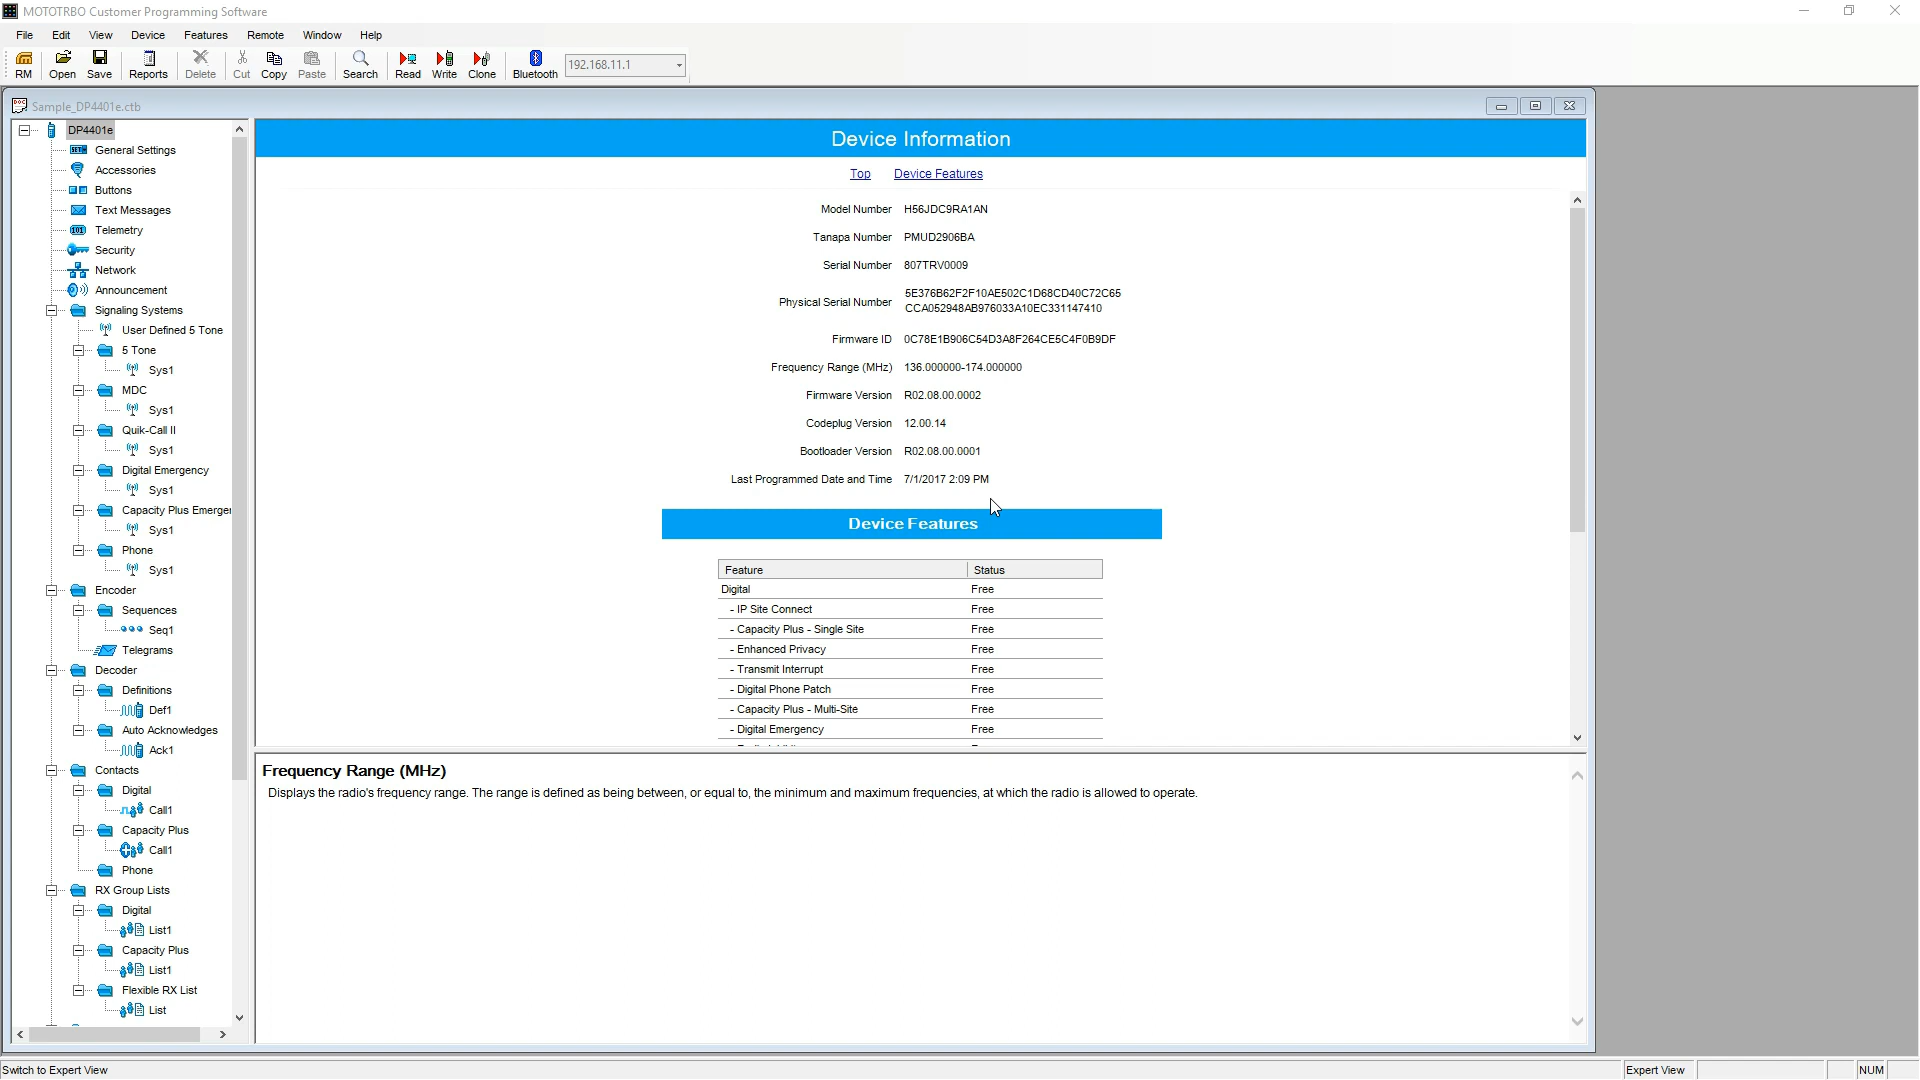 MOTOTRBO Customer Programming Software
File Edit View Device Features Remote Window Help
RM Open Save Reports Delete Cut Copy Paste Search Read Write Clone Bluetooth 192.168.11.1
Sample_DP4401e.ctb
DP4401e
General Settings
Accessories
Buttons
Text Messages
Telemetry
Security
Network
Announcement
Signaling Systems
User Defined 5 Tone
5 Tone
Sys1
MDC
Sys1
Quik-Call II
Sys1
Digital Emergency
Sys1
Capacity Plus Emerger
Sys1
Phone
Sys1
Encoder
Sequences
Seq1
Telegrams
Decoder
Definitions
Def1
Auto Acknowledges
Ack1
Contacts
Digital
Call1
Capacity Plus
Call1
Phone
RX Group Lists
Digital
List1
Capacity Plus
List1
Flexible RX List
List
Device Information
Top Device Features
Model Number H56JDC9RA1AN
Tanapa Number PMUD2906BA
Serial Number 807TRV0009
Physical Serial Number 5E376B62F2F10AE502C1D68CD40C72C65
CCA052948AB976033A10EC331147410
Firmware ID 0C78E1B906C54D3A8F264CE5C4F0B9DF
Frequency Range (MHz) 136.000000-174.000000
Firmware Version R02.08.00.0002
Codeplug Version 12.00.14
Bootloader Version R02.08.00.0001
Last Programmed Date and Time 7/1/2017 2:09 PM
Device Features
Feature Status
Digital Free
- IP Site Connect Free
- Capacity Plus - Single Site Free
- Enhanced Privacy Free
- Transmit Interrupt Free
- Digital Phone Patch Free
- Capacity Plus - Multi-Site Free
- Digital Emergency Free
Frequency Range (MHz)
Displays the radio's frequency range. The range is defined as being between, or equal to, the minimum and maximum frequencies, at which the radio is allowed to operate.
Switch to Expert View Expert View NUM